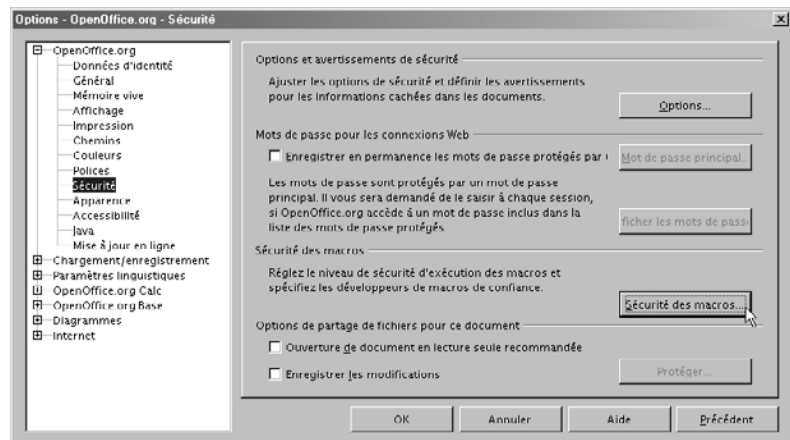 Options - OpenOffice.org - Sécurité
OpenOffice.org
Données d'identité
Général
Mémoire vive
Affichage
Impression
Chemins
Couleurs
Polices
Sécurité
Apparence
Accessibilité
Java
Mise à jour en ligne
Chargement/enregistrement
Paramètres linguistiques
OpenOffice.org Calc
OpenOffice.org Base
Diagrammes
Internet
Options et avertissements de sécurité
Ajuster les options de sécurité et définir les avertissements
pour les informations cachées dans les documents.
Options...
Mots de passe pour les connexions Web
Enregistrer en permanence les mots de passe protégés par
Mot de passe principal..
Les mots de passe sont protégés par un mot de passe
principal. Il vous sera demandé de le saisir à chaque session,
si OpenOffice.org accède à un mot de passe inclus dans la
liste des mots de passe protégés.
ficher les mots de pass
Sécurité des macros
Réglez le niveau de sécurité d'exécution des macros et
spécifiez les développeurs de macros de confiance.
Sécurité des macros...
Options de partage de fichiers pour ce document
Ouverture de document en lecture seule recommandée
Enregistrer les modifications
Protéger...
OK
Annuler
Aide
Précédent